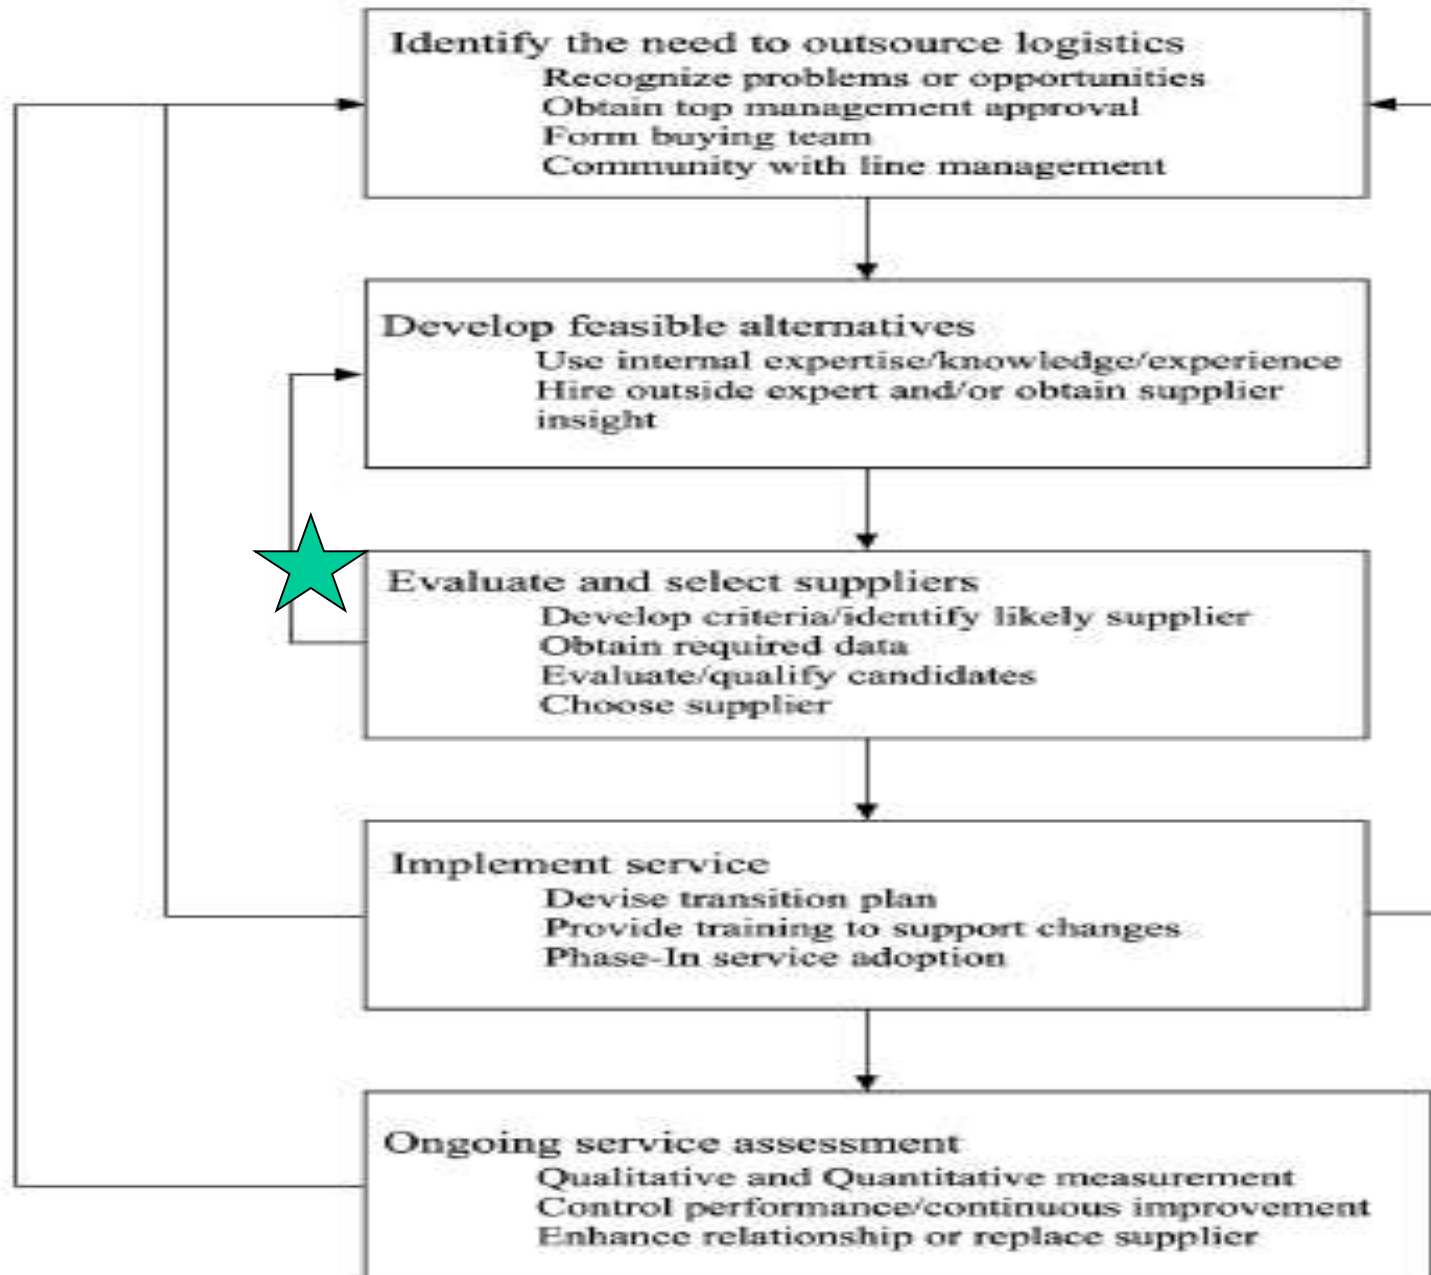 Identify the need to outsource logistics
Recognize problems or opportunities
Obtain top management approval
Form buying team
Community with line management
Develop feasible alternatives
Use internal expertise/knowledge/experience
Hire outside expert and/or obtain supplier
insight
Evaluate and select suppliers
Develop criteria/identify likely supplier
Obtain required data
Evaluate/qualify candidates
Choose supplier
Implement service
Devise transition plan
Provide training to support changes
Phase-In service adoption
Ongoing service assessment
Qualitative and Quantitative measurement
Control performance/continuous improvement
Enhance relationship or replace supplier